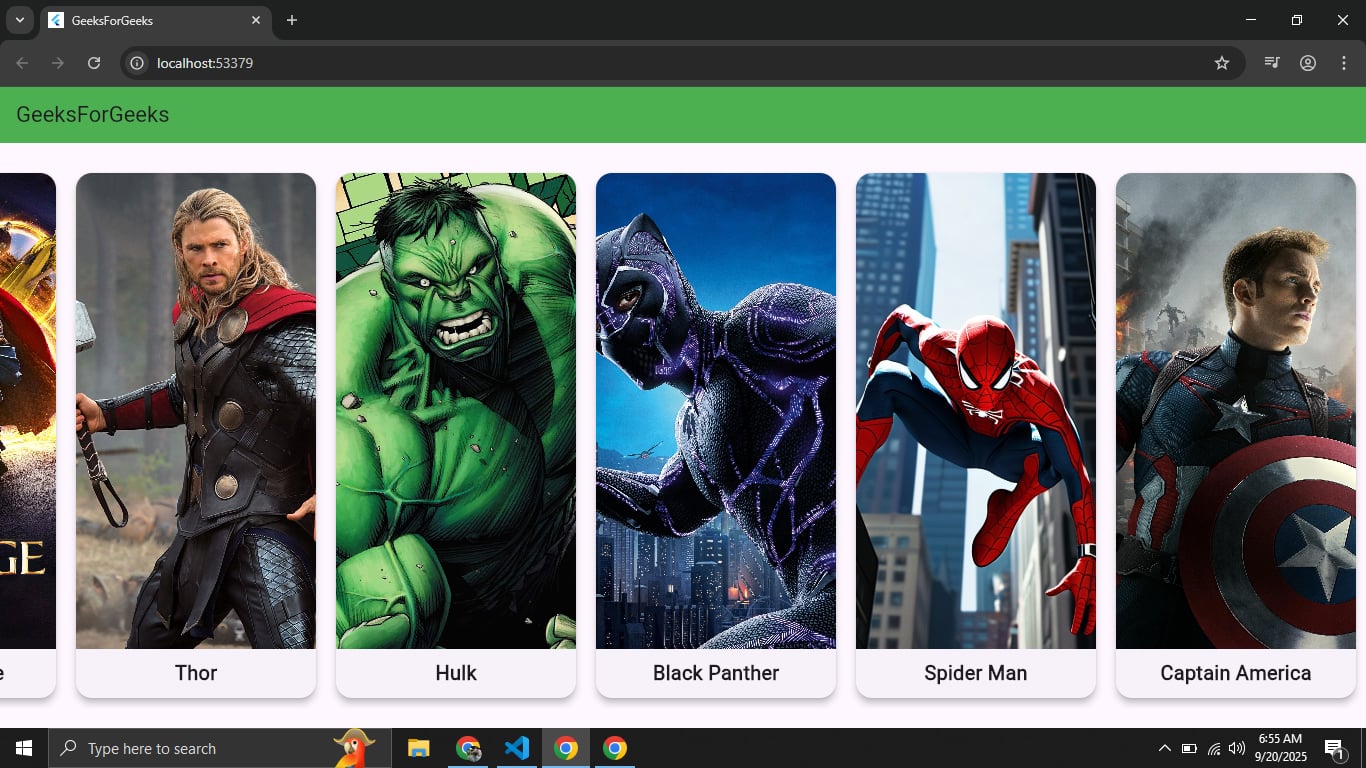 GeeksForGeeks
localhost:53379
GeeksForGeeks
GE
e
Thor
Hulk
Black Panther
Spider Man
Captain America
Type here to search
6:55 AM
9/20/2025
1